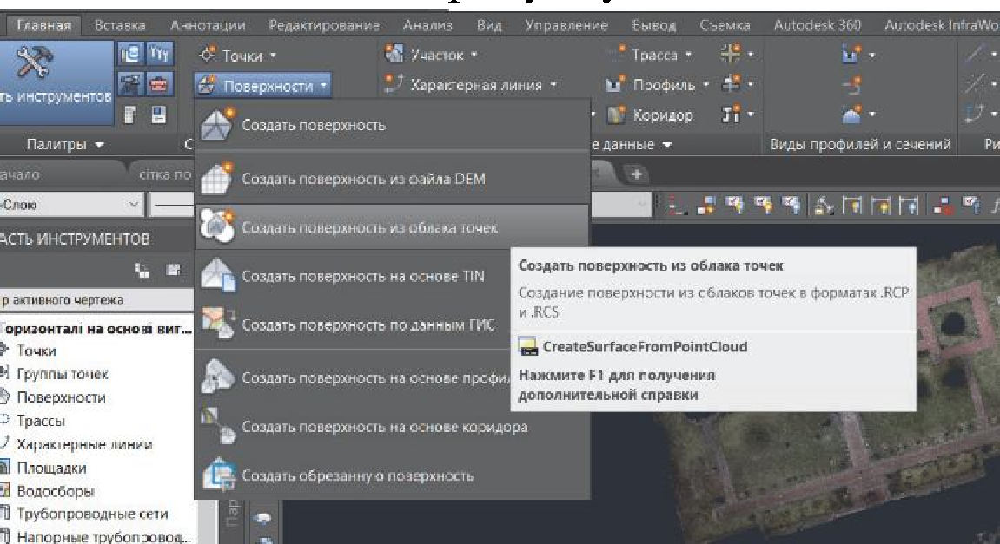 Главная Вставка Аннотации Редактирование Анализ Вид Управление Вывод Съемка Autodesk 360 Autodesk InfraWo
Точки Участок Трасса
ть инструментов Поверхности Характерная линия Профиль
Коридор
Палитры е данные Виды профилей и сечений Ри
Создать поверхность
Создать поверхность из файла DEM
Создать поверхность из облака точек
Создать поверхность на основе TIN
Создать поверхность по данным ГИС
Создать поверхность на основе профи
Создать поверхность на основе коридора
Создать обрезанную поверхность
ачало сітка по
Слою
АСТЬ ИНСТРУМЕНТОВ
р активного чертежа
Горизонталі на основі вит...
Точки
Группы точек
Поверхности
Трассы
Характерные линии
Площадки
Водосборы
Трубопроводные сети
Напорные трубопровод...
Пар
Создать поверхность из облака точек
Создание поверхности из облаков точек в форматах .RCP
и .RCS
CreateSurfaceFromPointCloud
Нажмите F1 для получения
дополнительной справки